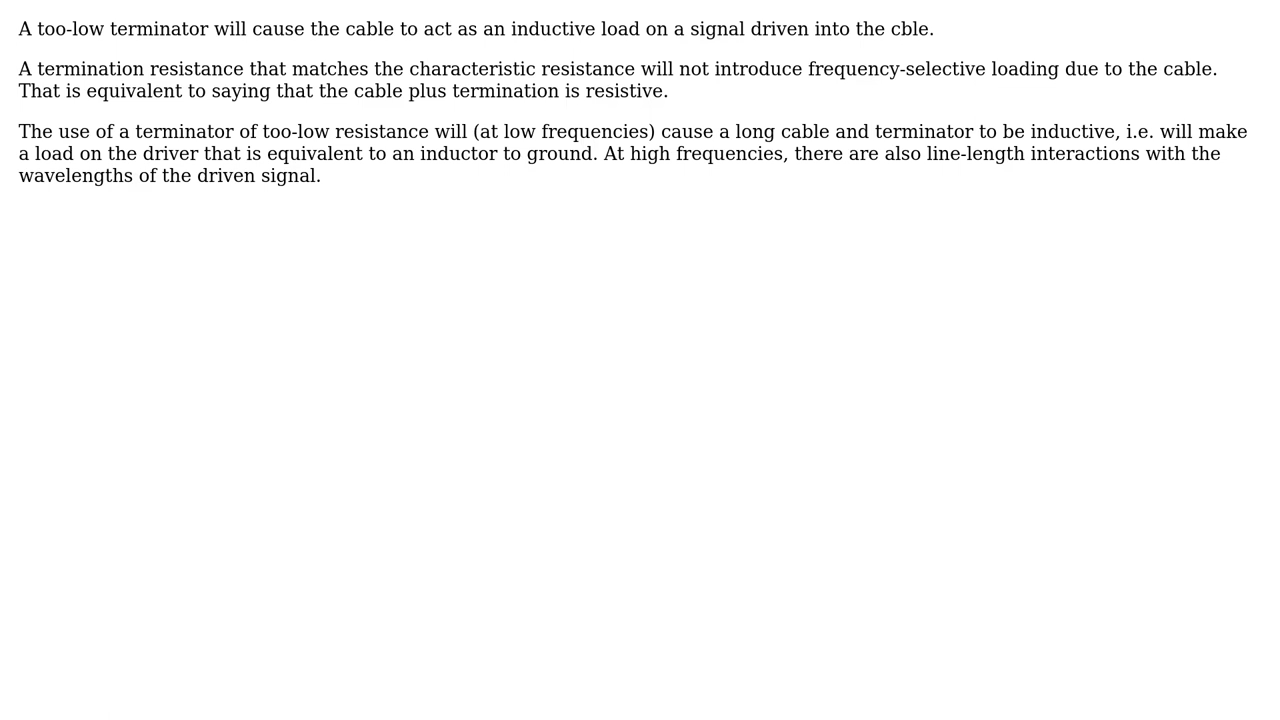 A too-low terminator will cause the cable to act as an inductive load on a signal driven into the cble.
A termination resistance that matches the characteristic resistance will not introduce frequency-selective loading due to the cable.
That is equivalent to saying that the cable plus termination is resistive.
The use of a terminator of too-low resistance will (at low frequencies) cause a long cable and terminator to be inductive, i.e. will make
a load on the driver that is equivalent to an inductor to ground. At high frequencies, there are also line-length interactions with the
wavelengths of the driven signal.